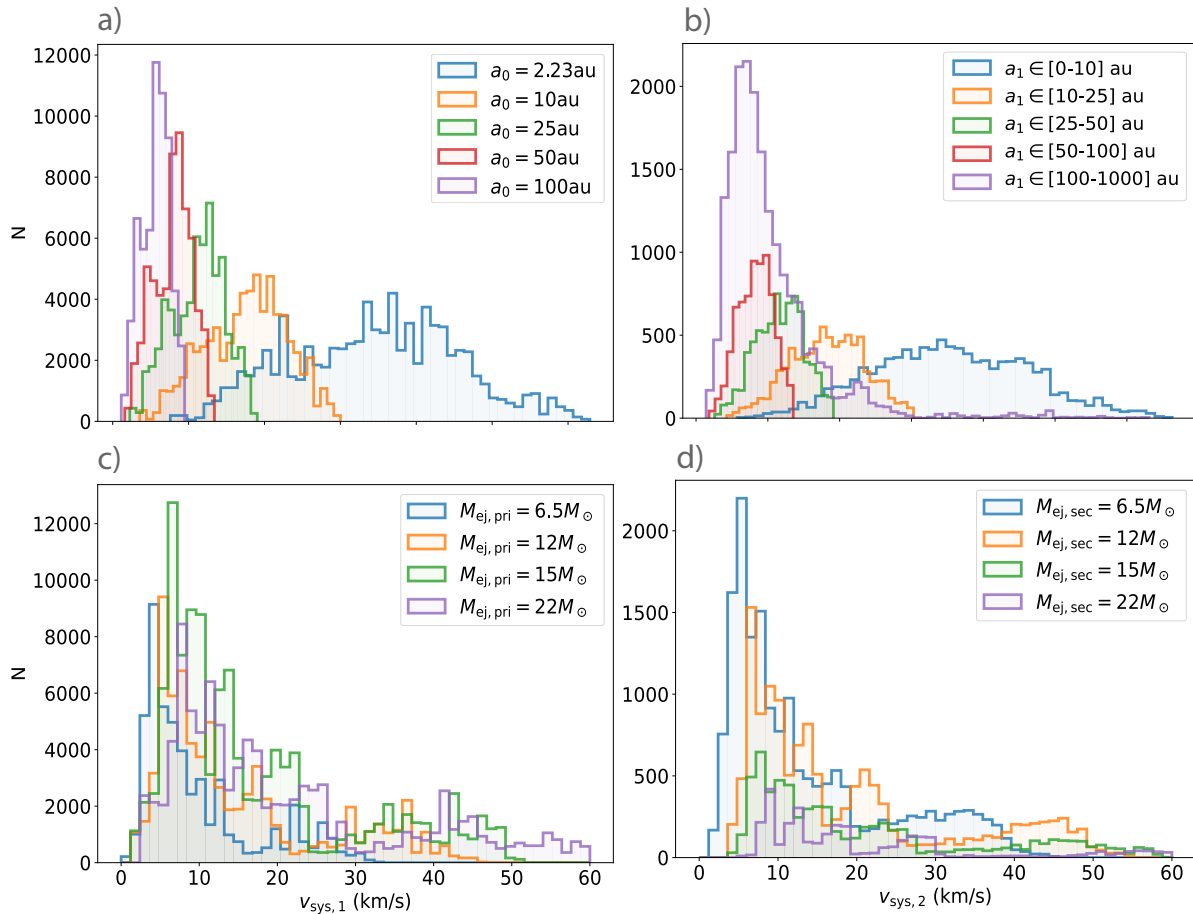 a)
12000
10000
8000
6000
4000
2000
0
N
a₀ = 2.23au
a₀ = 10au
a₀ = 25au
a₀ = 50au
a₀ = 100au
b)
2000
1500
1000
500
0
a₁ ∈ [0-10] au
a₁ ∈ [10-25] au
a₁ ∈ [25-50] au
a₁ ∈ [50-100] au
a₁ ∈ [100-1000] au
c)
12000
10000
8000
6000
4000
2000
0
N
M_ej, pri = 6.5M⊙
M_ej, pri = 12M⊙
M_ej, pri = 15M⊙
M_ej, pri = 22M⊙
0 10 20 30 40 50 60
v_sys, 1 (km/s)
d)
2000
1500
1000
500
0
M_ej, sec = 6.5M⊙
M_ej, sec = 12M⊙
M_ej, sec = 15M⊙
M_ej, sec = 22M⊙
0 10 20 30 40 50 60
v_sys, 2 (km/s)